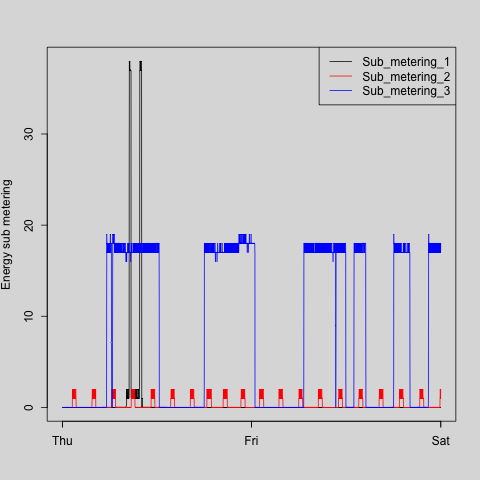 Sub_metering_1
Sub_metering_2
Sub_metering_3
Energy sub metering
30
20
10
0
Thu Fri Sat